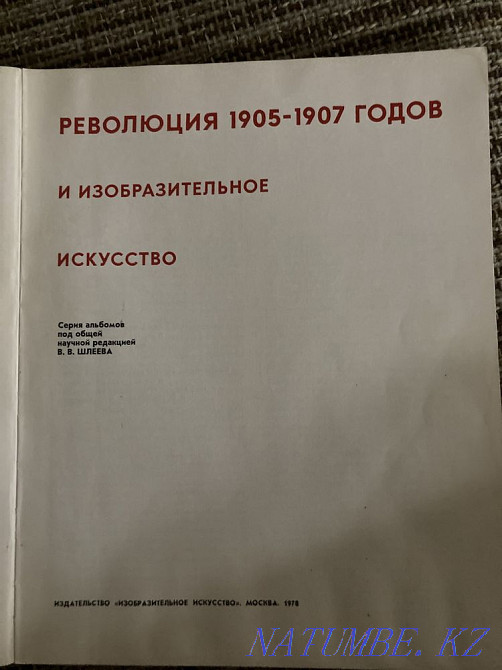 РЕВОЛЮЦИЯ 1905-1907 ГОДОВ
И ИЗОБРАЗИТЕЛЬНОЕ
ИСКУССТВО
Серия альбомов
под общей
научной редакцией
В. В. ШЛЕЕВА
ИЗДАТЕЛЬСТВО «ИЗОБРАЗИТЕЛЬНОЕ ИСКУССТВО». МОСКВА. 1978
NATUMBE. KZ